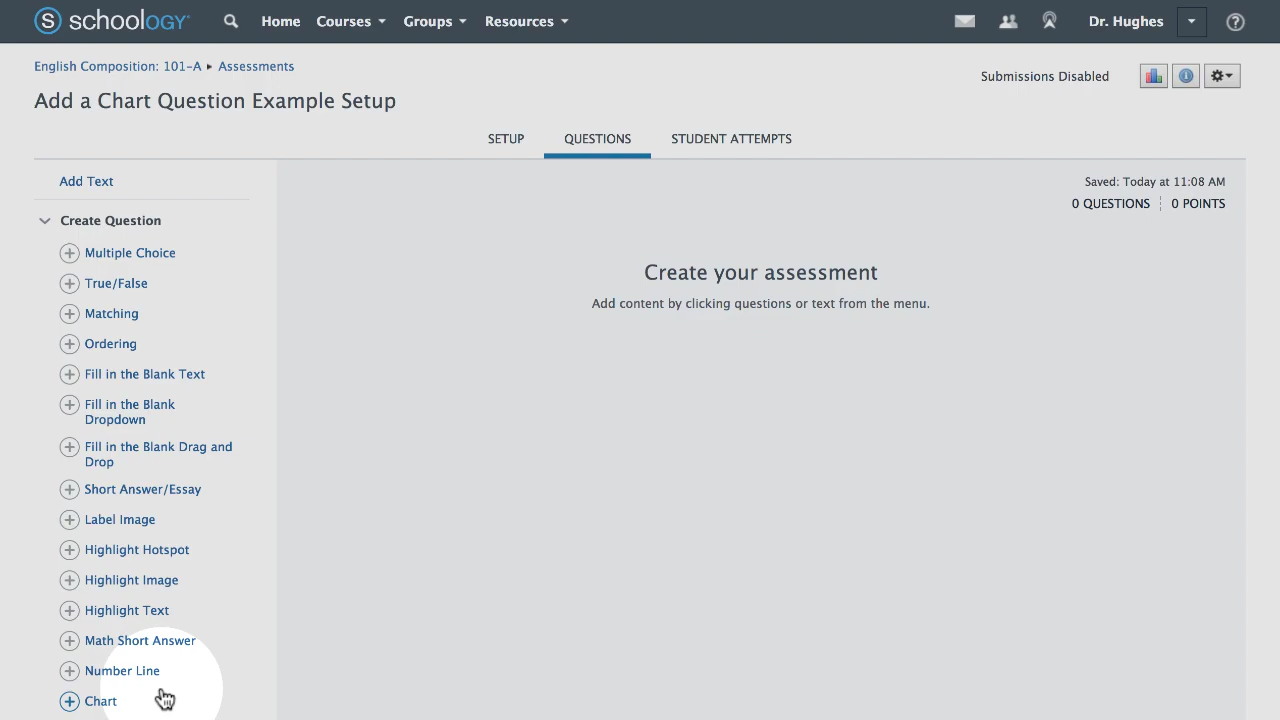 schoology Home Courses Groups Resources Dr. Hughes
English Composition: 101-A ▸ Assessments
Submissions Disabled
Add a Chart Question Example Setup
SETUP QUESTIONS STUDENT ATTEMPTS
Add Text
Create Question
Multiple Choice
True/False
Matching
Ordering
Fill in the Blank Text
Fill in the Blank
Dropdown
Fill in the Blank Drag and
Drop
Short Answer/Essay
Label Image
Highlight Hotspot
Highlight Image
Highlight Text
Math Short Answer
Number Line
Chart
Saved: Today at 11:08 AM
0 QUESTIONS 0 POINTS
Create your assessment
Add content by clicking questions or text from the menu.